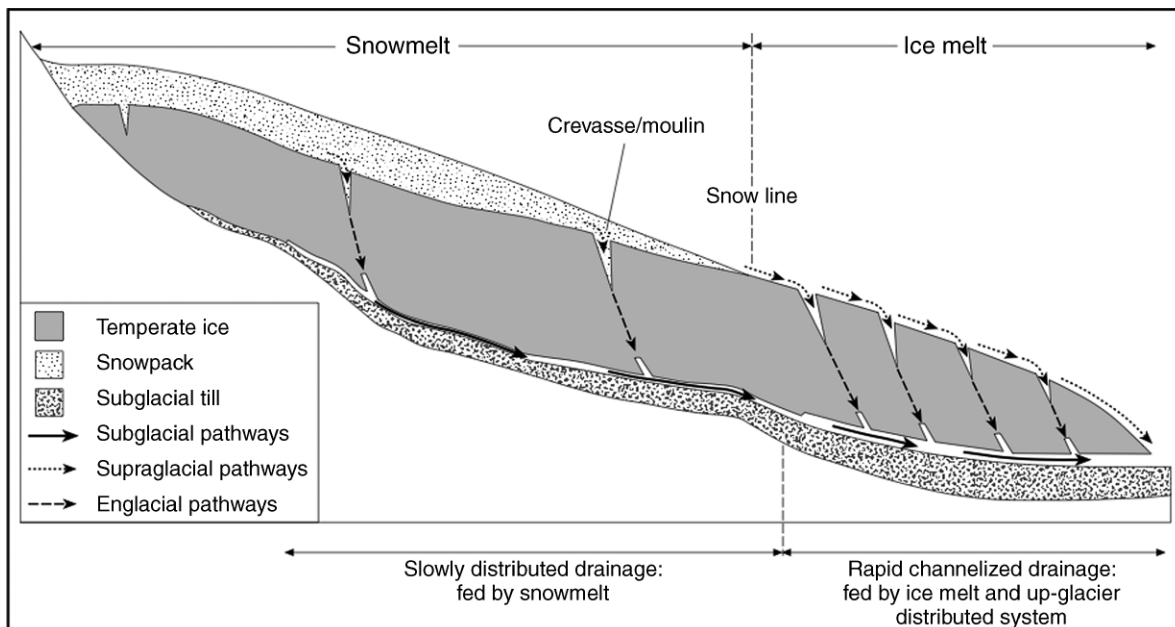 Snowmelt
Ice melt
Crevasse/moulin
Snow line
Temperate ice
Snowpack
Subglacial till
Subglacial pathways
Supraglacial pathways
Englacial pathways
Slowly distributed drainage:
fed by snowmelt
Rapid channelized drainage:
fed by ice melt and up-glacier
distributed system